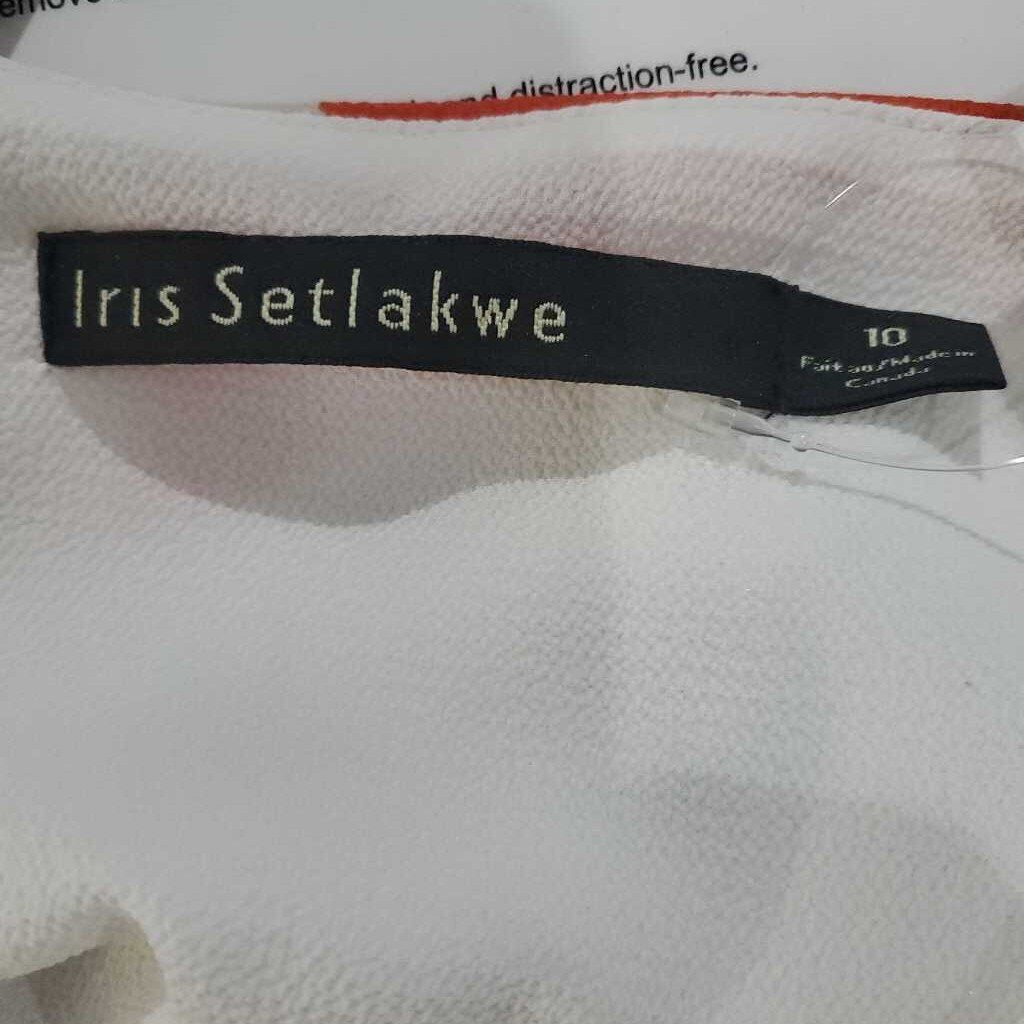 distraction-free.
Iris Setlakwe
10
Fait au/Made in
Canada